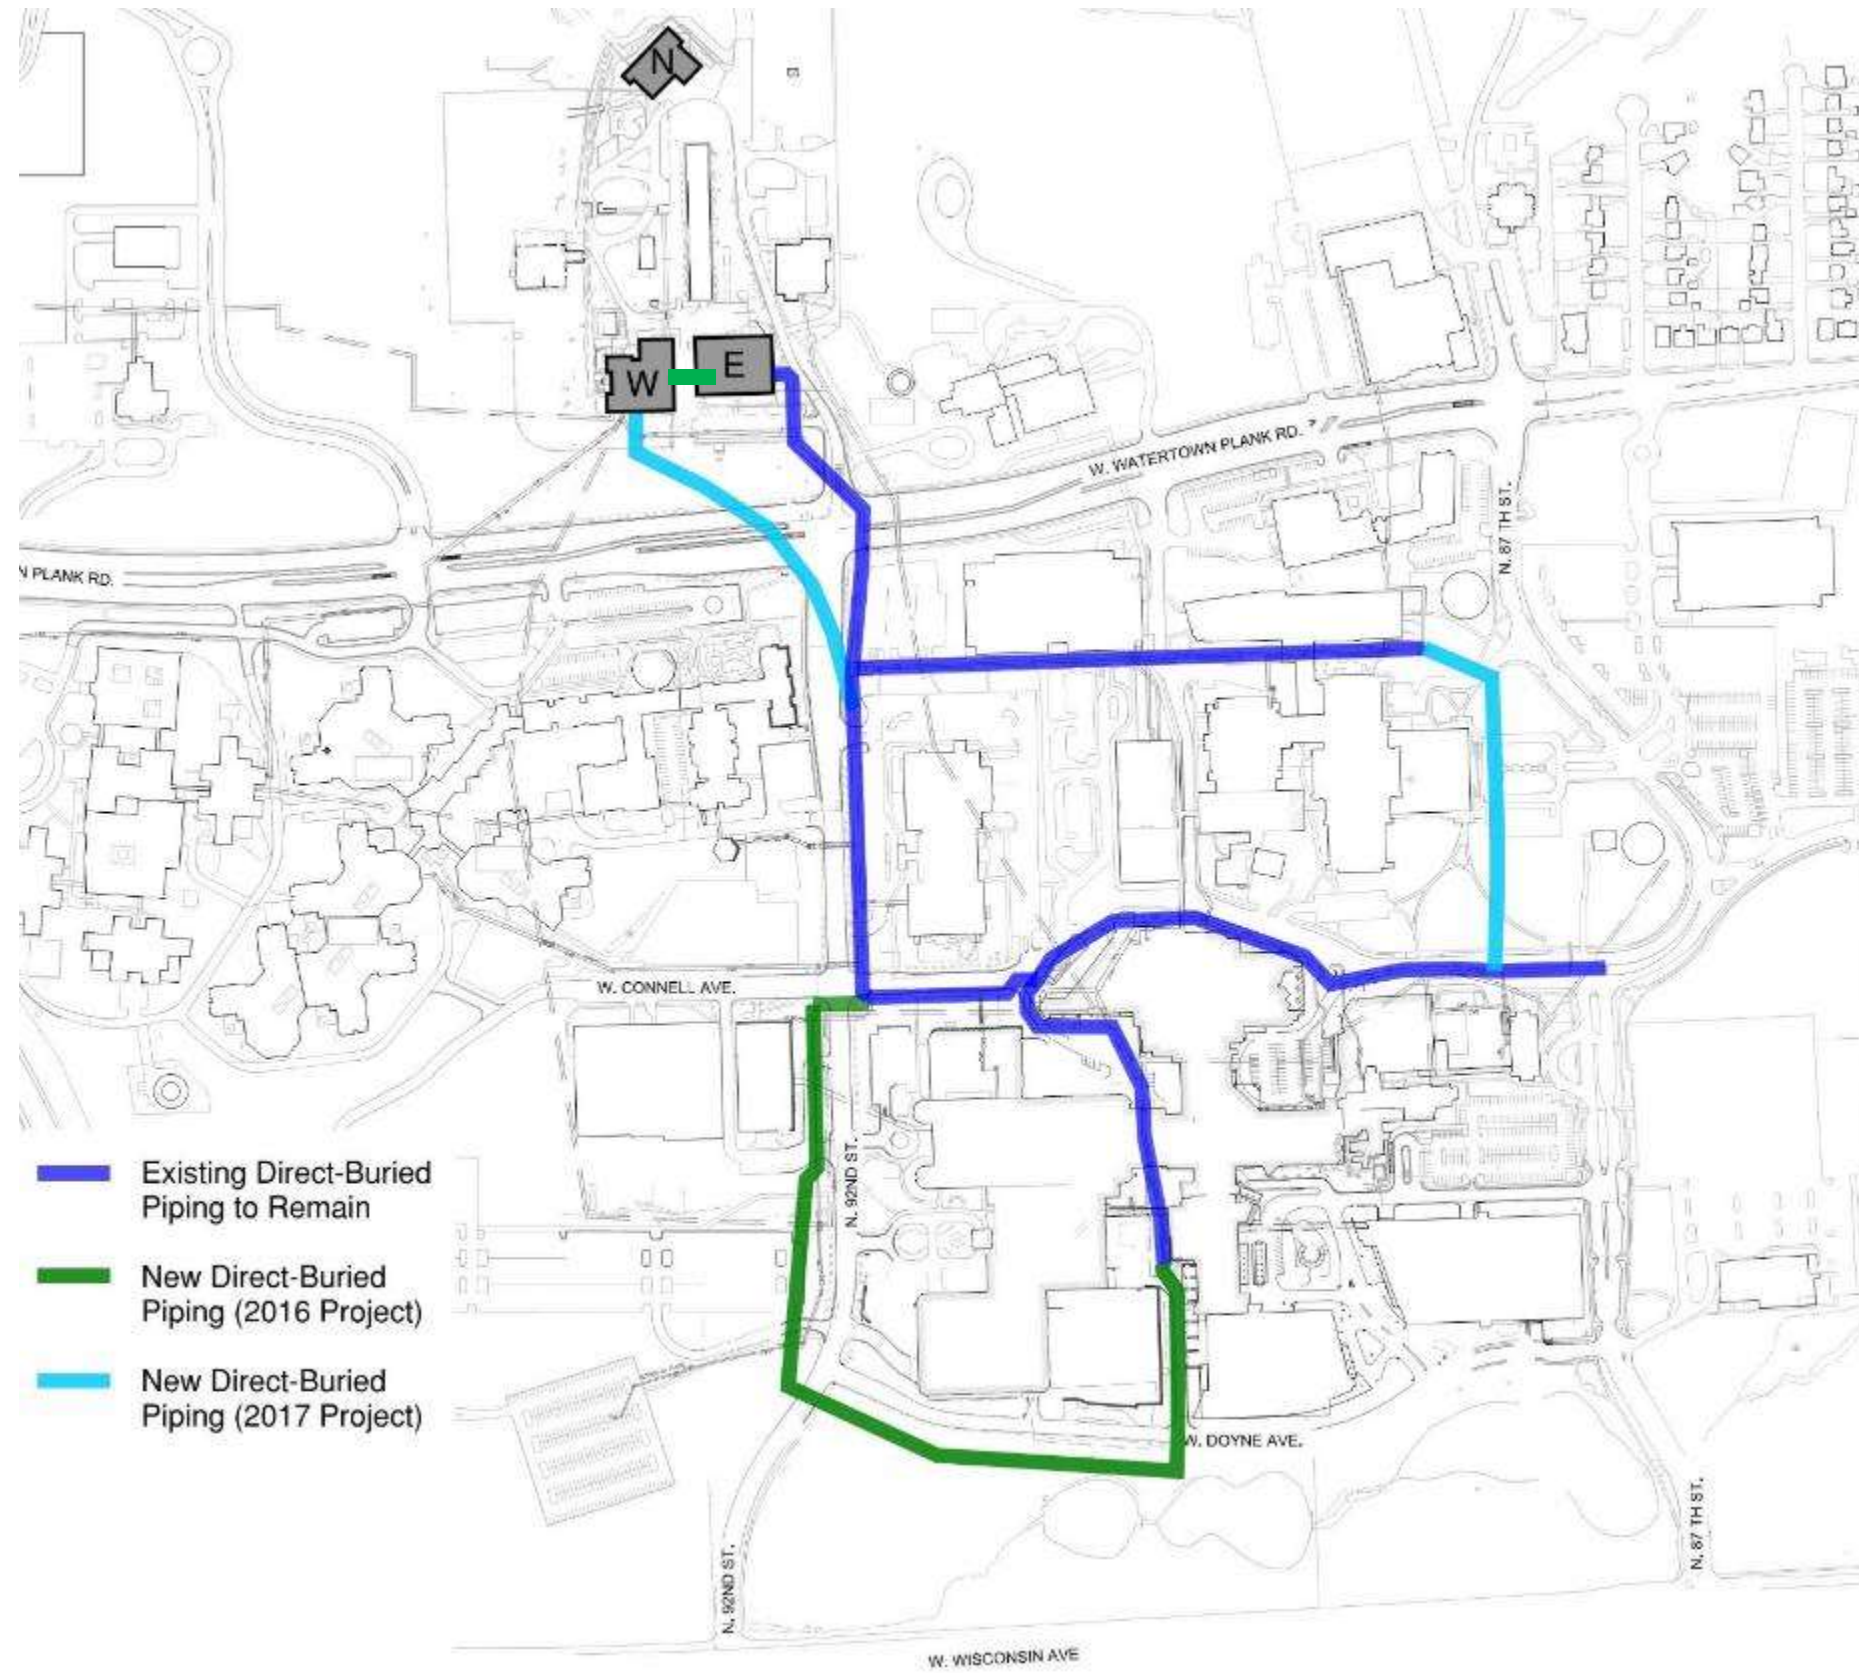 N
W
E
W. WATERTOWN PLANK RD.
N. 87 TH ST.
N PLANK RD.
W. CONNELL AVE.
N. 92ND ST.
Existing Direct-Buried
Piping to Remain
New Direct-Buried
Piping (2016 Project)
New Direct-Buried
Piping (2017 Project)
W. DOYNE AVE.
N. 87 TH ST.
N. 92ND ST.
W. WISCONSIN AVE